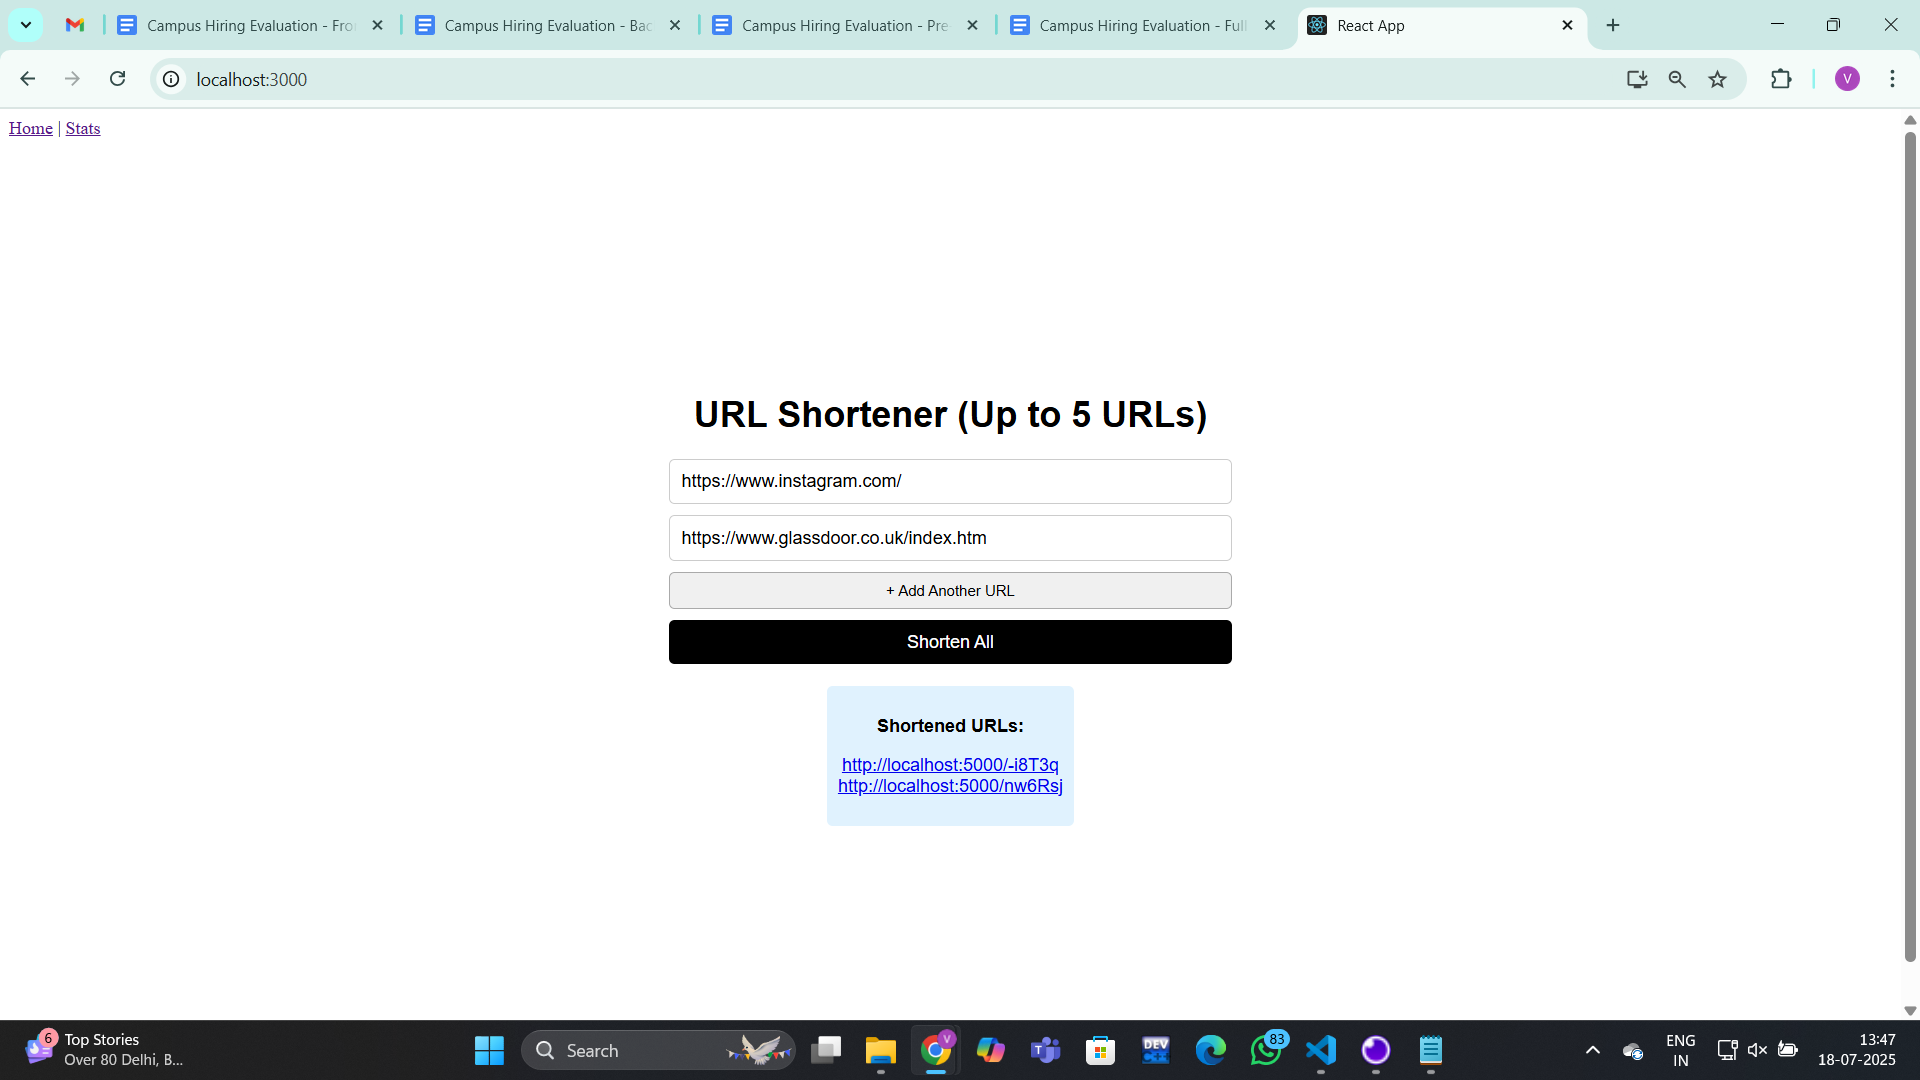 Campus Hiring Evaluation - Fro
Campus Hiring Evaluation - Bac
Campus Hiring Evaluation - Pre
Campus Hiring Evaluation - Full
React App
localhost:3000
V
Home | Stats
URL Shortener (Up to 5 URLs)
https://www.instagram.com/
https://www.glassdoor.co.uk/index.htm
+ Add Another URL
Shorten All
Shortened URLs:
http://localhost:5000/-i8T3q
http://localhost:5000/nw6Rsj
6
Top Stories
Over 80 Delhi, B...
Search
V
T
DEV
83
ENG
IN
13:47
18-07-2025